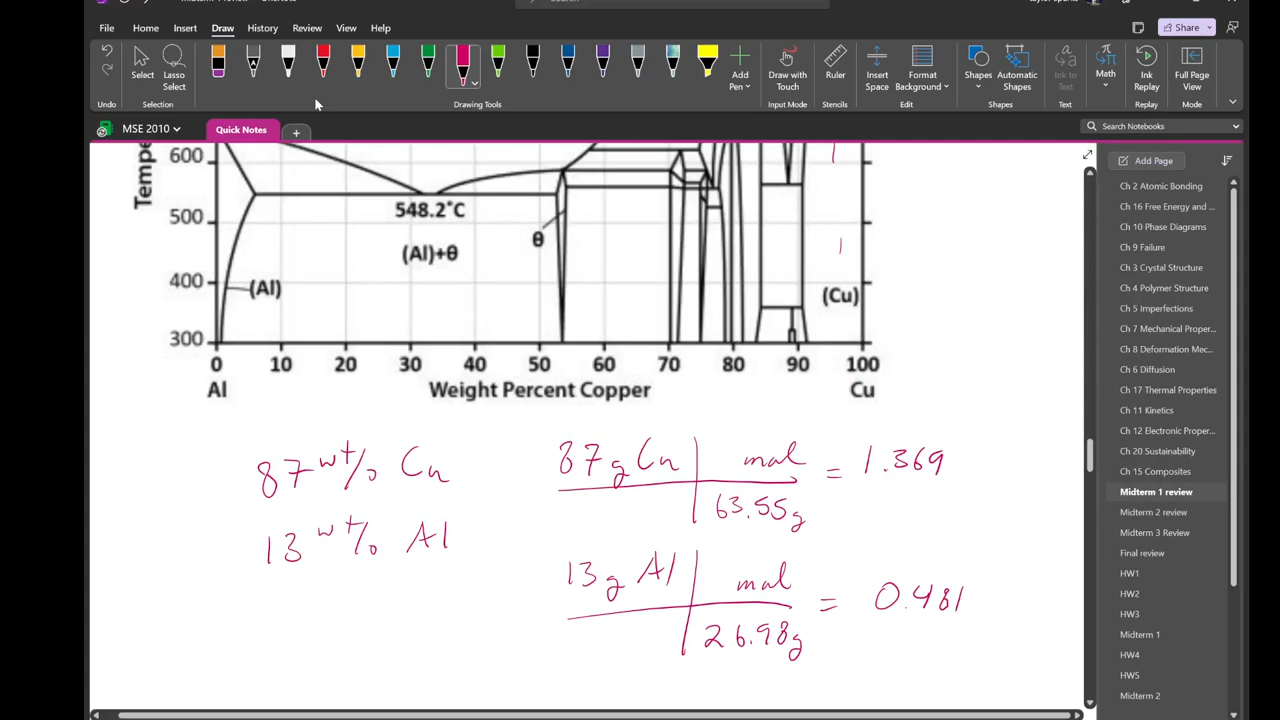 File Home Insert Draw History Review View Help Share
Select Lasso Select Add Pen Draw with Touch Ruler Insert Space Format Background Shapes Automatic Shapes Ink to Text Math Ink Replay Full Page View
Undo Selection Drawing Tools Input Mode Stencils Edit Shapes Text Math Replay Mode
MSE 2010 Quick Notes Search Notebooks
Add Page
Ch 2 Atomic Bonding
Ch 16 Free Energy and ...
Ch 10 Phase Diagrams
Ch 9 Failure
Ch 3 Crystal Structure
Ch 4 Polymer Structure
Ch 5 Imperfections
Ch 7 Mechanical Proper...
Ch 8 Deformation Mec...
Ch 6 Diffusion
Ch 17 Thermal Properties
Ch 11 Kinetics
Ch 12 Electronic Proper...
Ch 20 Sustainability
Ch 15 Composites
Midterm 1 review
Midterm 2 review
Midterm 3 Review
Final review
HW1
HW2
HW3
Midterm 1
HW4
HW5
Midterm 2
Tempe
600
500
400
300
548.2°C
(Al)+θ
θ
(Al)
(Cu)
0 10 20 30 40 50 60 70 80 90 100
Al Weight Percent Copper Cu
87 wt% Cu
13 wt% Al
87g Cu | mol = 1.369
63.55g
13g Al | mol = 0.481
26.98g